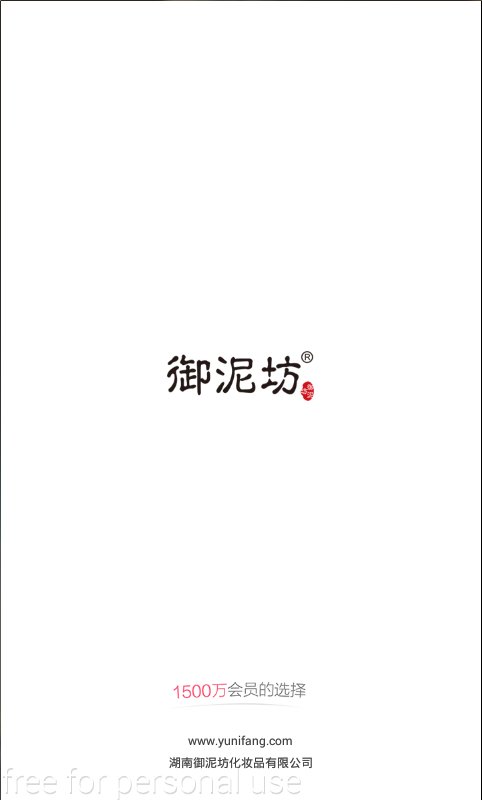 御泥坊®
1500万会员的选择
www.yunifang.com
湖南御泥坊化妆品有限公司
free for personal use